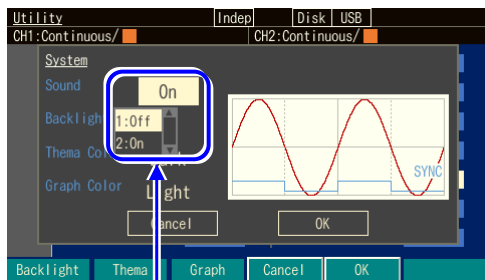 Utility Indep Disk USB
CH1:Continuous/ CH2:Continuous/
System
Sound On
Backligh 1:Off
2:On
Thema Co
SYNC
Graph Color Light
Cancel OK
Backlight Thema Graph Cancel OK